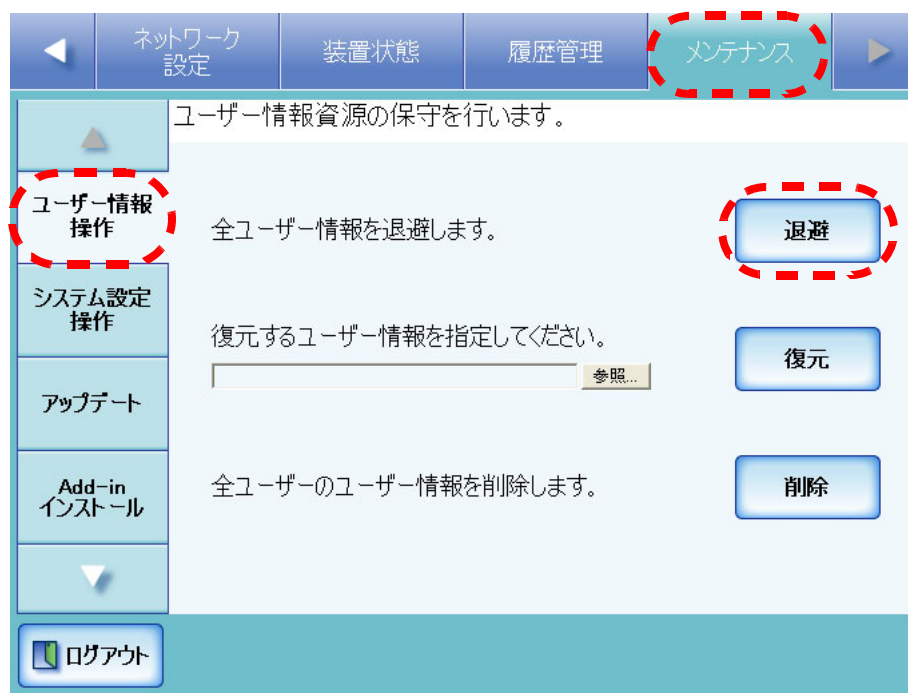 ネットワーク
設定
装置状態
履歴管理
メンテナンス
ユーザー情報資源の保守を行います。
ユーザー情報
操作
全ユーザー情報を退避します。
退避
システム設定
操作
復元するユーザー情報を指定してください。
参照...
復元
アップデート
Add-in
インストール
全ユーザーのユーザー情報を削除します。
削除
ログアウト